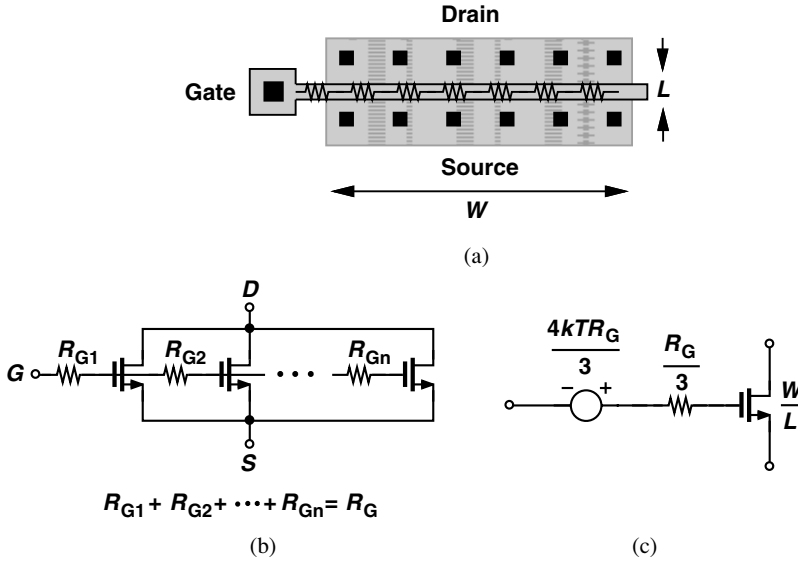 Drain
Gate
L
Source
W
(a)
D
G
R_G1
R_G2
• • •
R_Gn
S
R_G1 + R_G2 + ••• + R_Gn = R_G
(b)
4kTR_G
3
R_G
3
− +
W
L
(c)